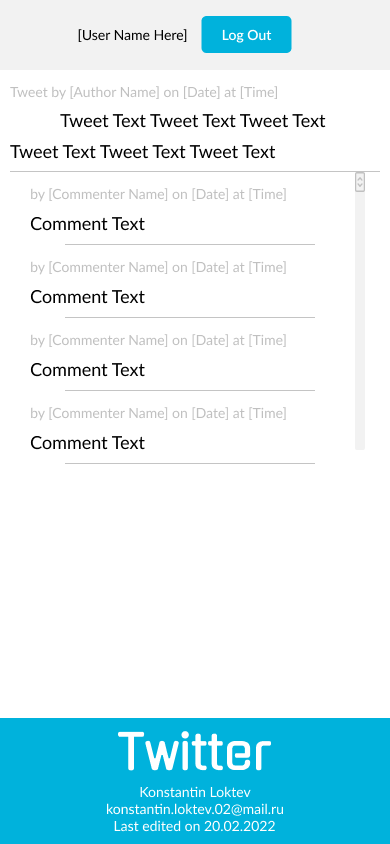 [User Name Here] Log Out
Tweet by [Author Name] on [Date] at [Time]
Tweet Text Tweet Text Tweet Text
Tweet Text Tweet Text Tweet Text
by [Commenter Name] on [Date] at [Time]
Comment Text
by [Commenter Name] on [Date] at [Time]
Comment Text
by [Commenter Name] on [Date] at [Time]
Comment Text
by [Commenter Name] on [Date] at [Time]
Comment Text
Twitter
Konstantin Loktev
konstantin.loktev.02@mail.ru
Last edited on 20.02.2022